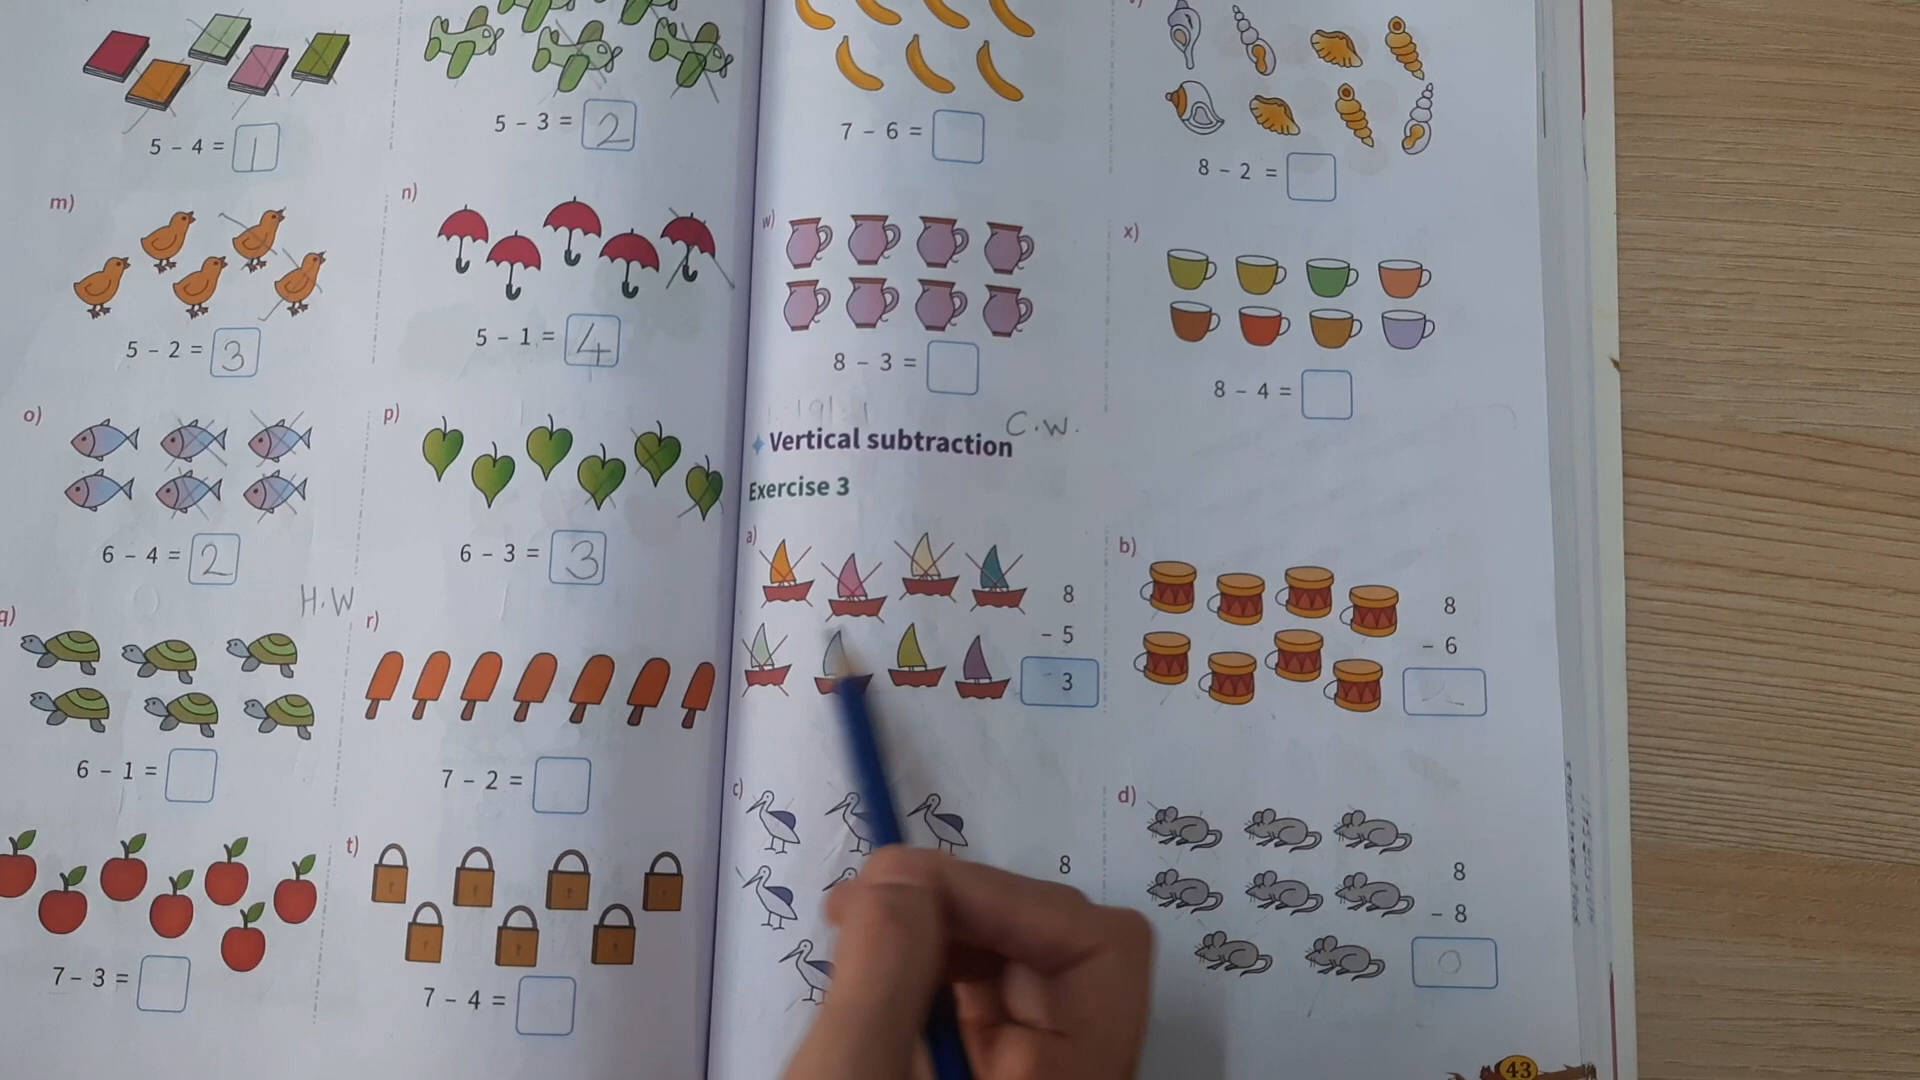 5 - 4 = 1
5 - 3 = 2
m)
5 - 2 = 3
n)
5 - 1 = 4
o)
6 - 4 = 2
p)
6 - 3 = 3
H.W
q)
6 - 1 =
r)
7 - 2 =
7 - 3 =
t)
7 - 4 =
7 - 6 =
8 - 2 =
w)
8 - 3 =
x)
8 - 4 =
C.W.
Vertical subtraction
Exercise 3
a)
8
- 5
3
b)
8
- 6
c)
8
d)
8
- 8
0
43